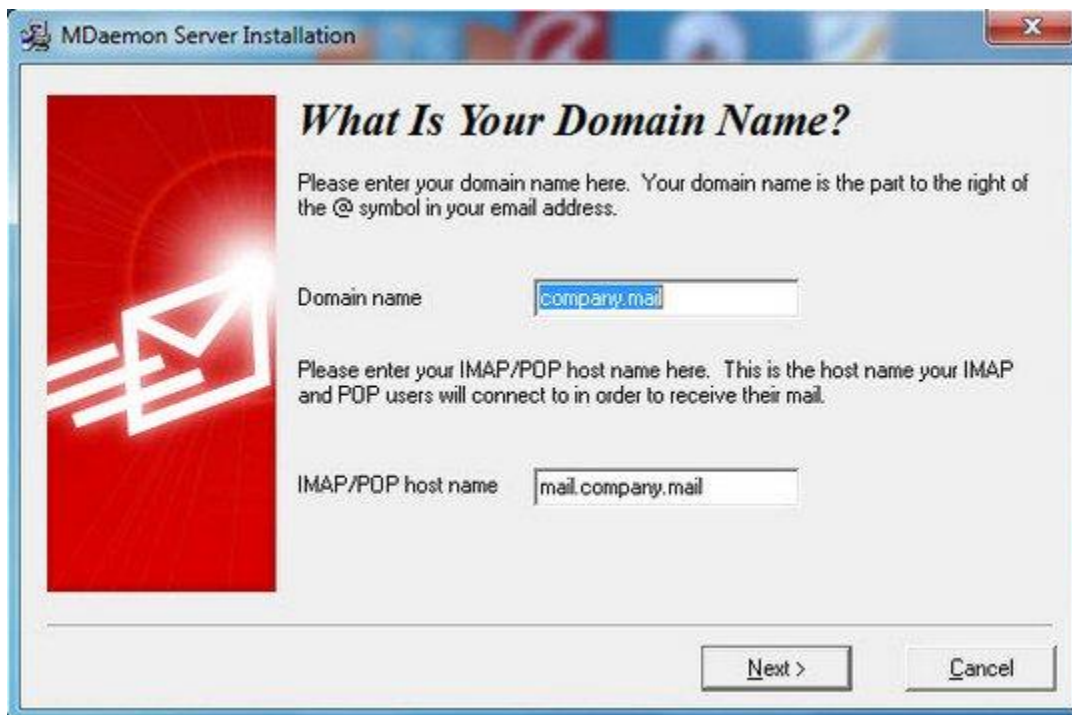 MDaemon Server Installation
What Is Your Domain Name?
Please enter your domain name here.  Your domain name is the part to the right of
the @ symbol in your email address.
Domain name company.mail
Please enter your IMAP/POP host name here.  This is the host name your IMAP
and POP users will connect to in order to receive their mail.
IMAP/POP host name mail.company.mail
Next > Cancel